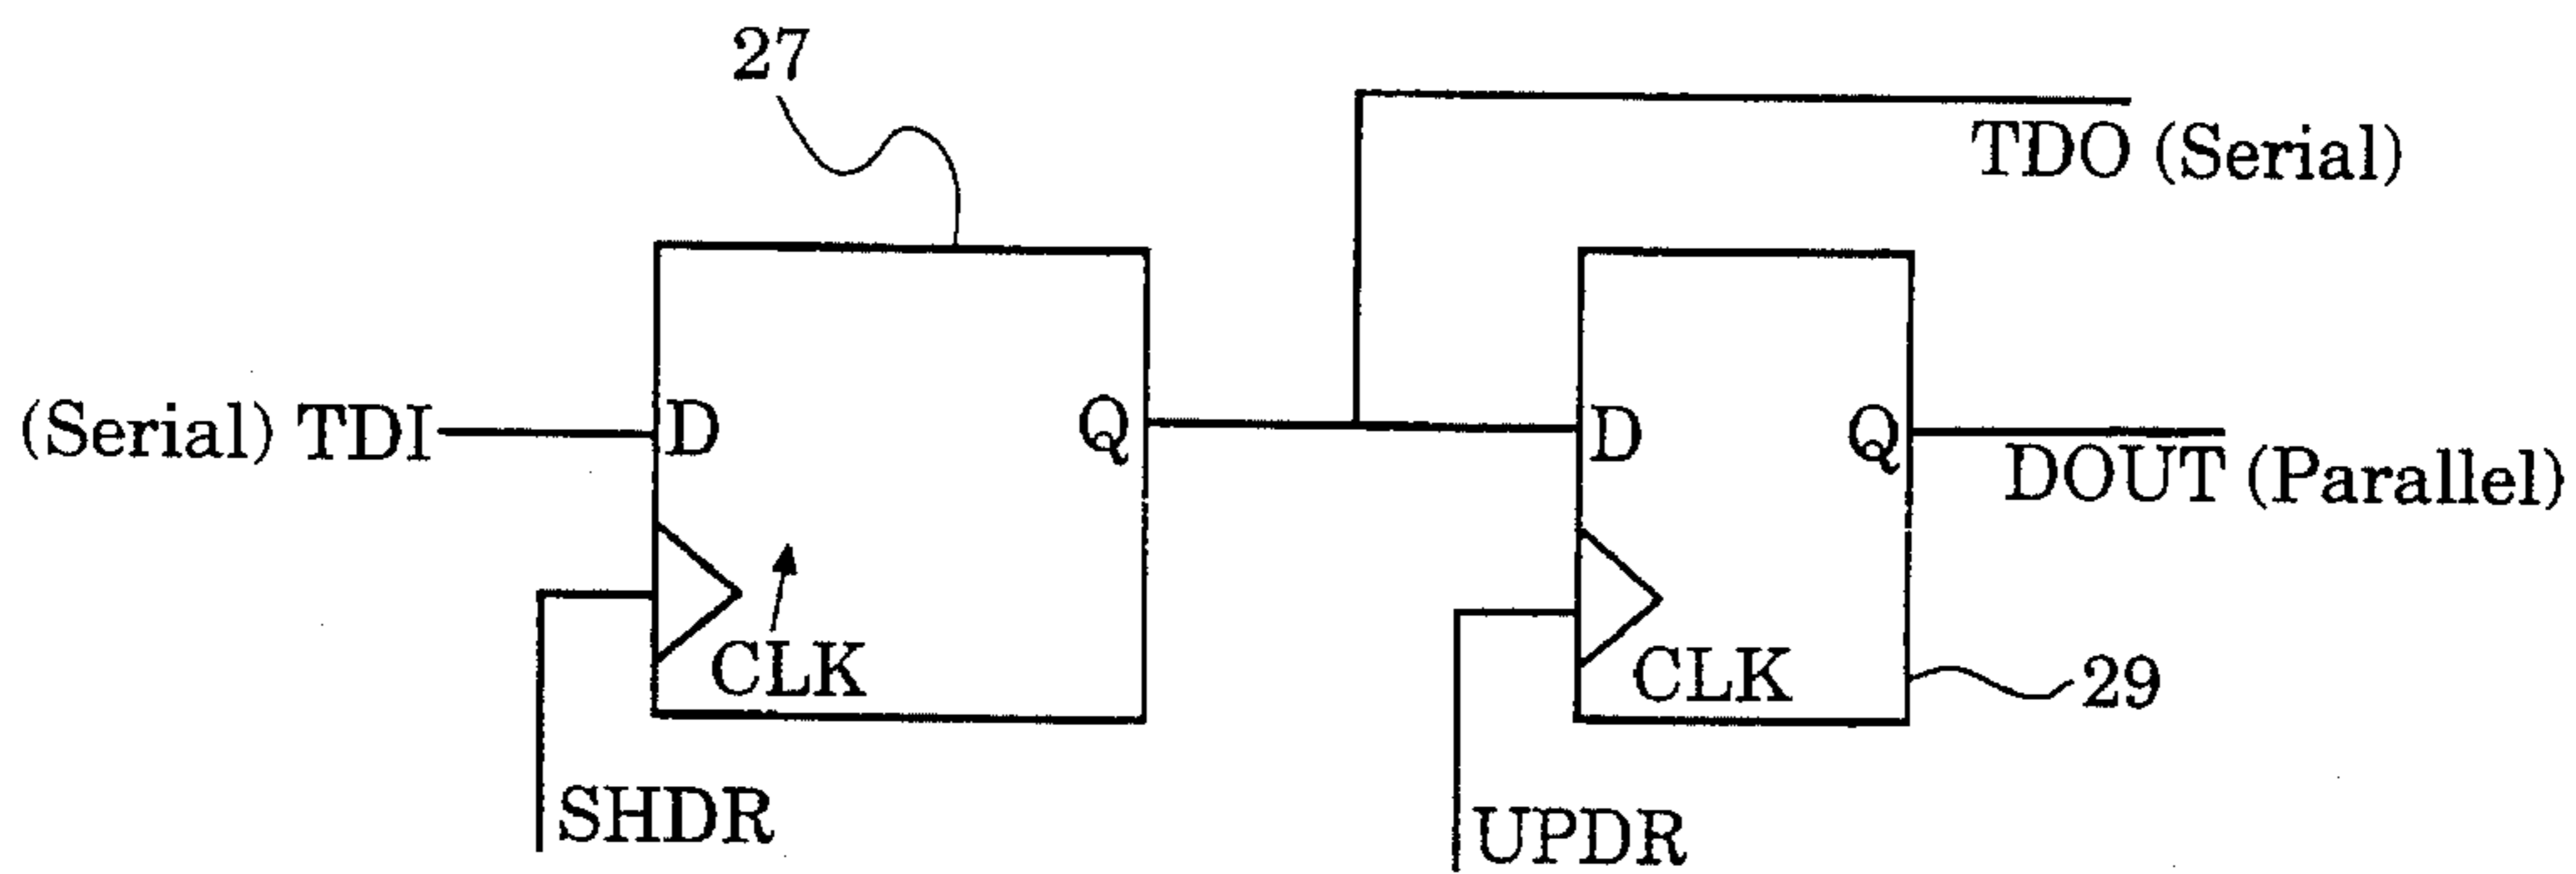 27
TDO (Serial)
(Serial) TDI
D
Q
D
Q
DOUT (Parallel)
CLK
CLK
29
SHDR
UPDR